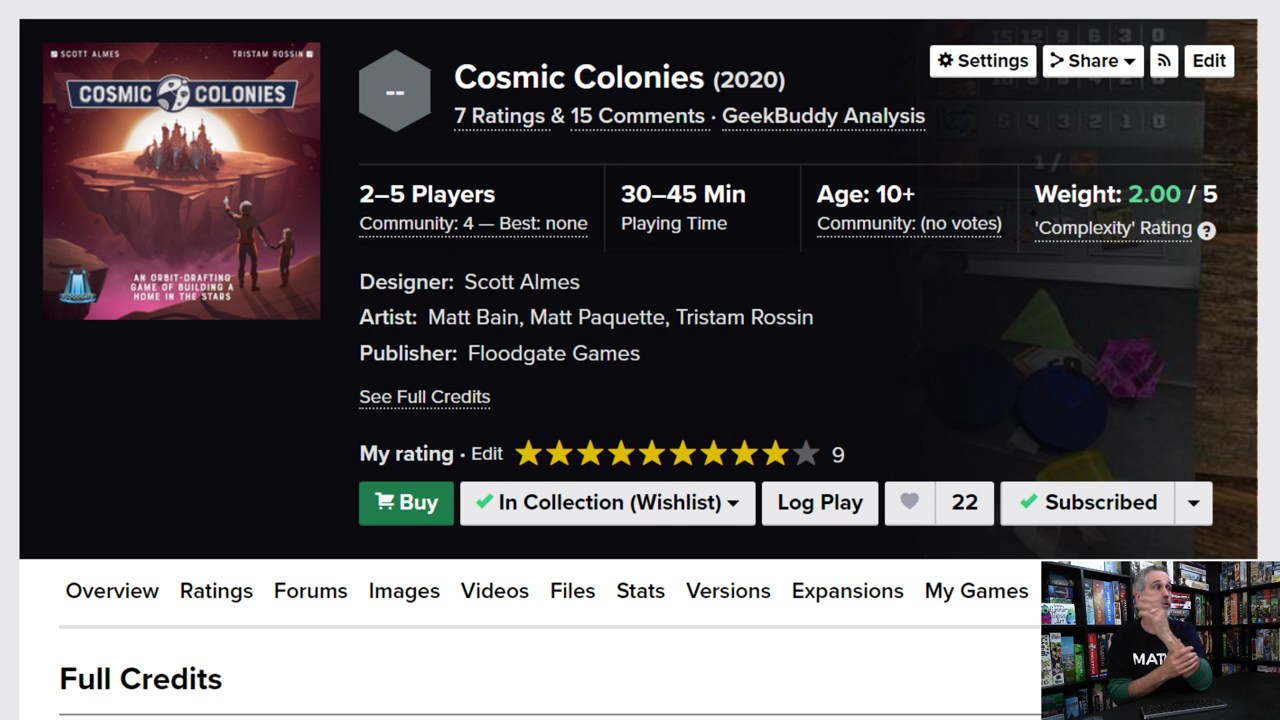 SCOTT ALMES
TRISTAM ROSSIN
COSMIC COLONIES
AN ORBIT-DRAFTING
GAME OF BUILDING A
HOME IN THE STARS
--
Cosmic Colonies (2020)
7 Ratings & 15 Comments · GeekBuddy Analysis
Settings
Share
Edit
2–5 Players
Community: 4 — Best: none
30–45 Min
Playing Time
Age: 10+
Community: (no votes)
Weight: 2.00 / 5
'Complexity' Rating ?
Designer: Scott Almes
Artist: Matt Bain, Matt Paquette, Tristam Rossin
Publisher: Floodgate Games
See Full Credits
My rating · Edit 9
Buy
In Collection (Wishlist)
Log Play
22
Subscribed
Overview Ratings Forums Images Videos Files Stats Versions Expansions My Games
Full Credits
MAT